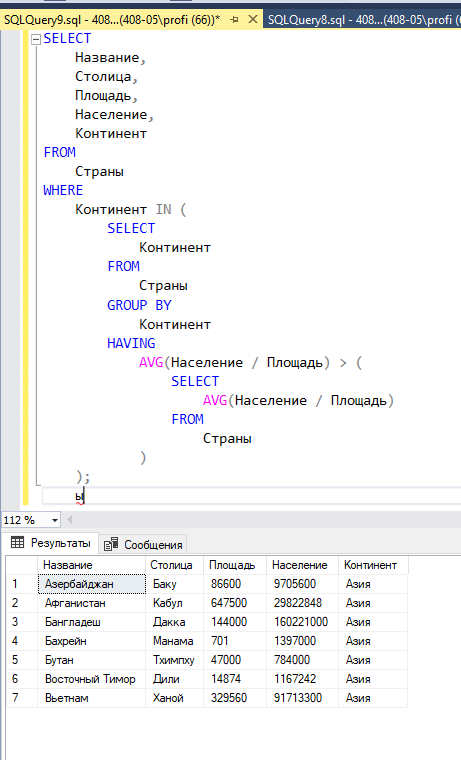 SQLQuery9.sql - 408...(408-05\profi (66))* SQLQuery8.sql - 408...(408-05\profi (6
SELECT
Название,
Столица,
Площадь,
Население,
Континент
FROM
Страны
WHERE
Континент IN (
SELECT
Континент
FROM
Страны
GROUP BY
Континент
HAVING
AVG(Население / Площадь) > (
SELECT
AVG(Население / Площадь)
FROM
Страны
)
);
ы
112 %
Результаты Сообщения
Название Столица Площадь Население Континент
1 Азербайджан Баку 86600 9705600 Азия
2 Афганистан Кабул 647500 29822848 Азия
3 Бангладеш Дакка 144000 160221000 Азия
4 Бахрейн Манама 701 1397000 Азия
5 Бутан Тхимпху 47000 784000 Азия
6 Восточный Тимор Дили 14874 1167242 Азия
7 Вьетнам Ханой 329560 91713300 Азия